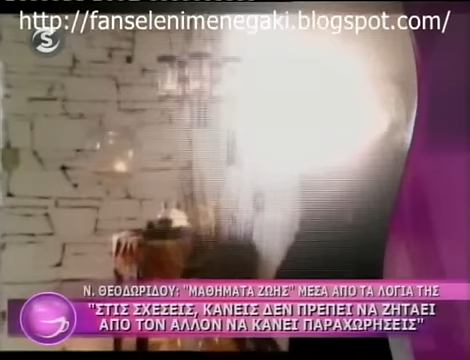 http://fanselenimenegaki.blogspot.com/
S
Ν. ΘΕΟΔΩΡΙΔΟΥ: "ΜΑΘΗΜΑΤΑ ΖΩΗΣ" ΜΕΣΑ ΑΠΟ ΤΑ ΛΟΓΙΑ ΤΗΣ
"ΣΤΙΣ ΣΧΕΣΕΙΣ, ΚΑΝΕΙΣ ΔΕΝ ΠΡΕΠΕΙ ΝΑ ΖΗΤΑΕΙ
ΑΠΟ ΤΟΝ ΑΛΛΟΝ ΝΑ ΚΑΝΕΙ ΠΑΡΑΧΩΡΗΣΕΙΣ"